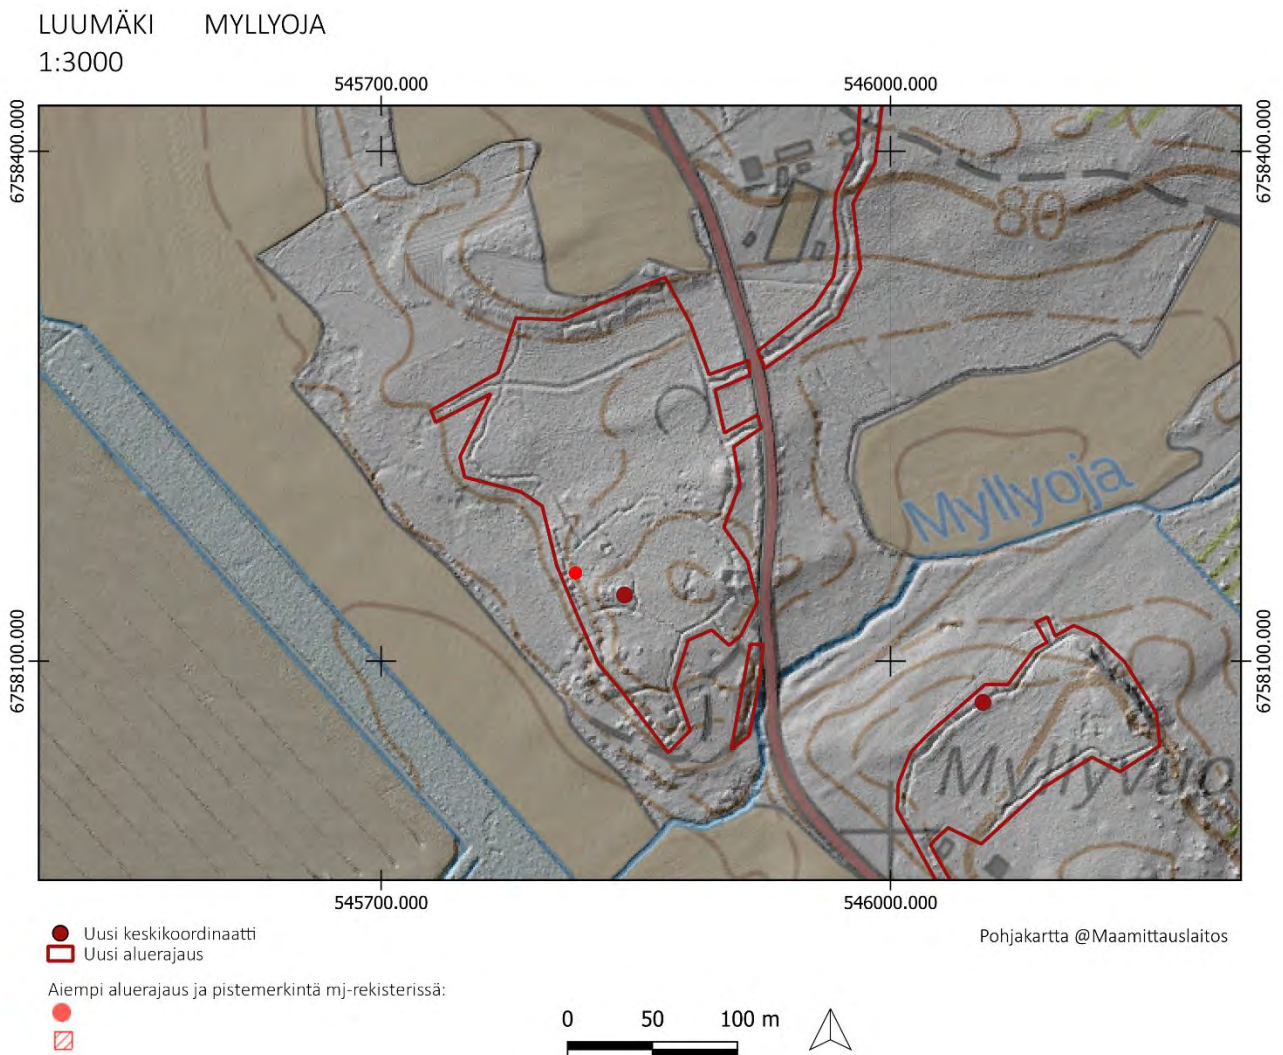 LUUMÄKI MYLLYOJA
1:3000
545700.000 546000.000
6758400.000 6758400.000
80
Myllyoja
6758100.000 6758100.000
Myllyvuo
545700.000 546000.000
Uusi keskikoordinaatti
Uusi aluerajaus
Pohjakartta @Maamittauslaitos
Aiempi aluerajaus ja pistemerkintä mj-rekisterissä:
0 50 100 m